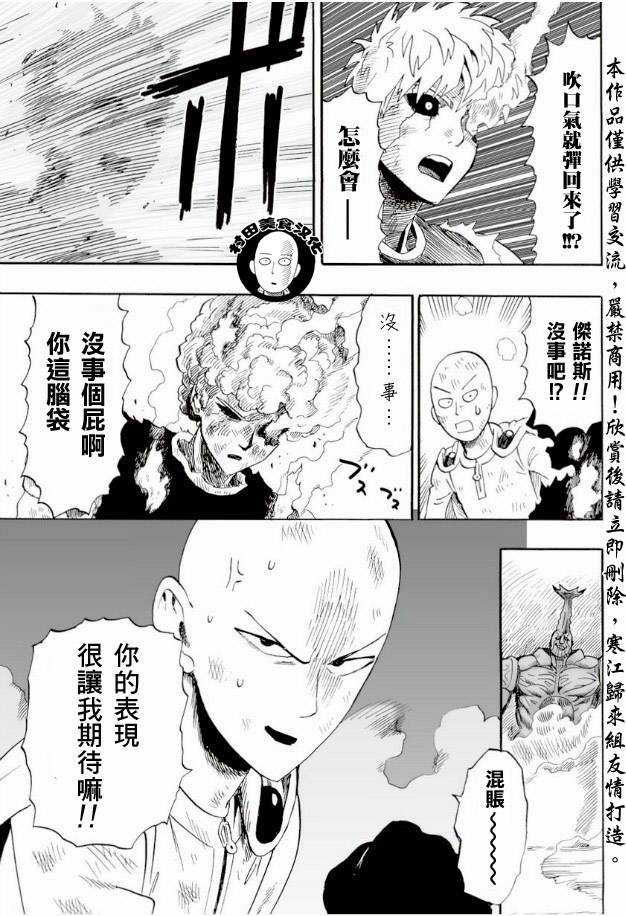 吹口氣就彈回來了!!?
怎麼會——
村田美食汉化
傑諾斯!!
沒事吧!?
沒……事…
ブスブス
沒事個屁啊
你這腦袋
混賬~~~~~~
你的表現
很讓我期待嘛!!
本作品僅供學習交流，嚴禁商用！欣賞後請立即刪除，寒江歸來組友情打造。